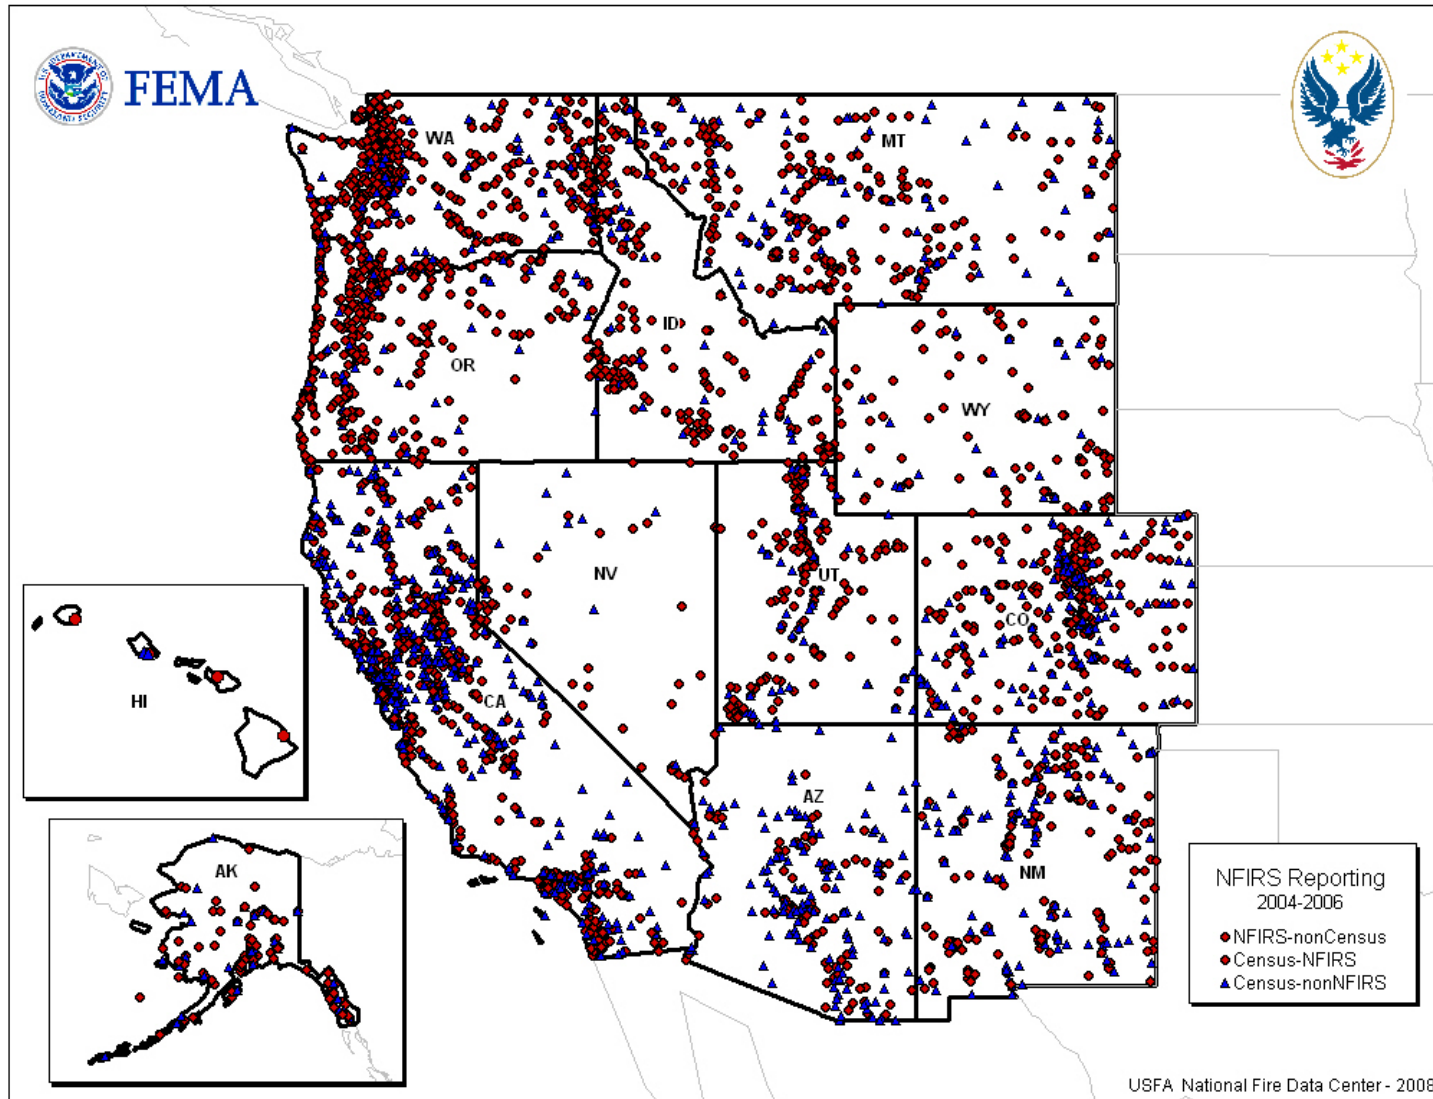 FEMA
WA
MT
OR
ID
WY
NV
UT
CO
CA
HI
AZ
NM
AK
NFIRS Reporting
2004-2006
NFIRS-nonCensus
Census-NFIRS
Census-nonNFIRS
USFA National Fire Data Center - 2008